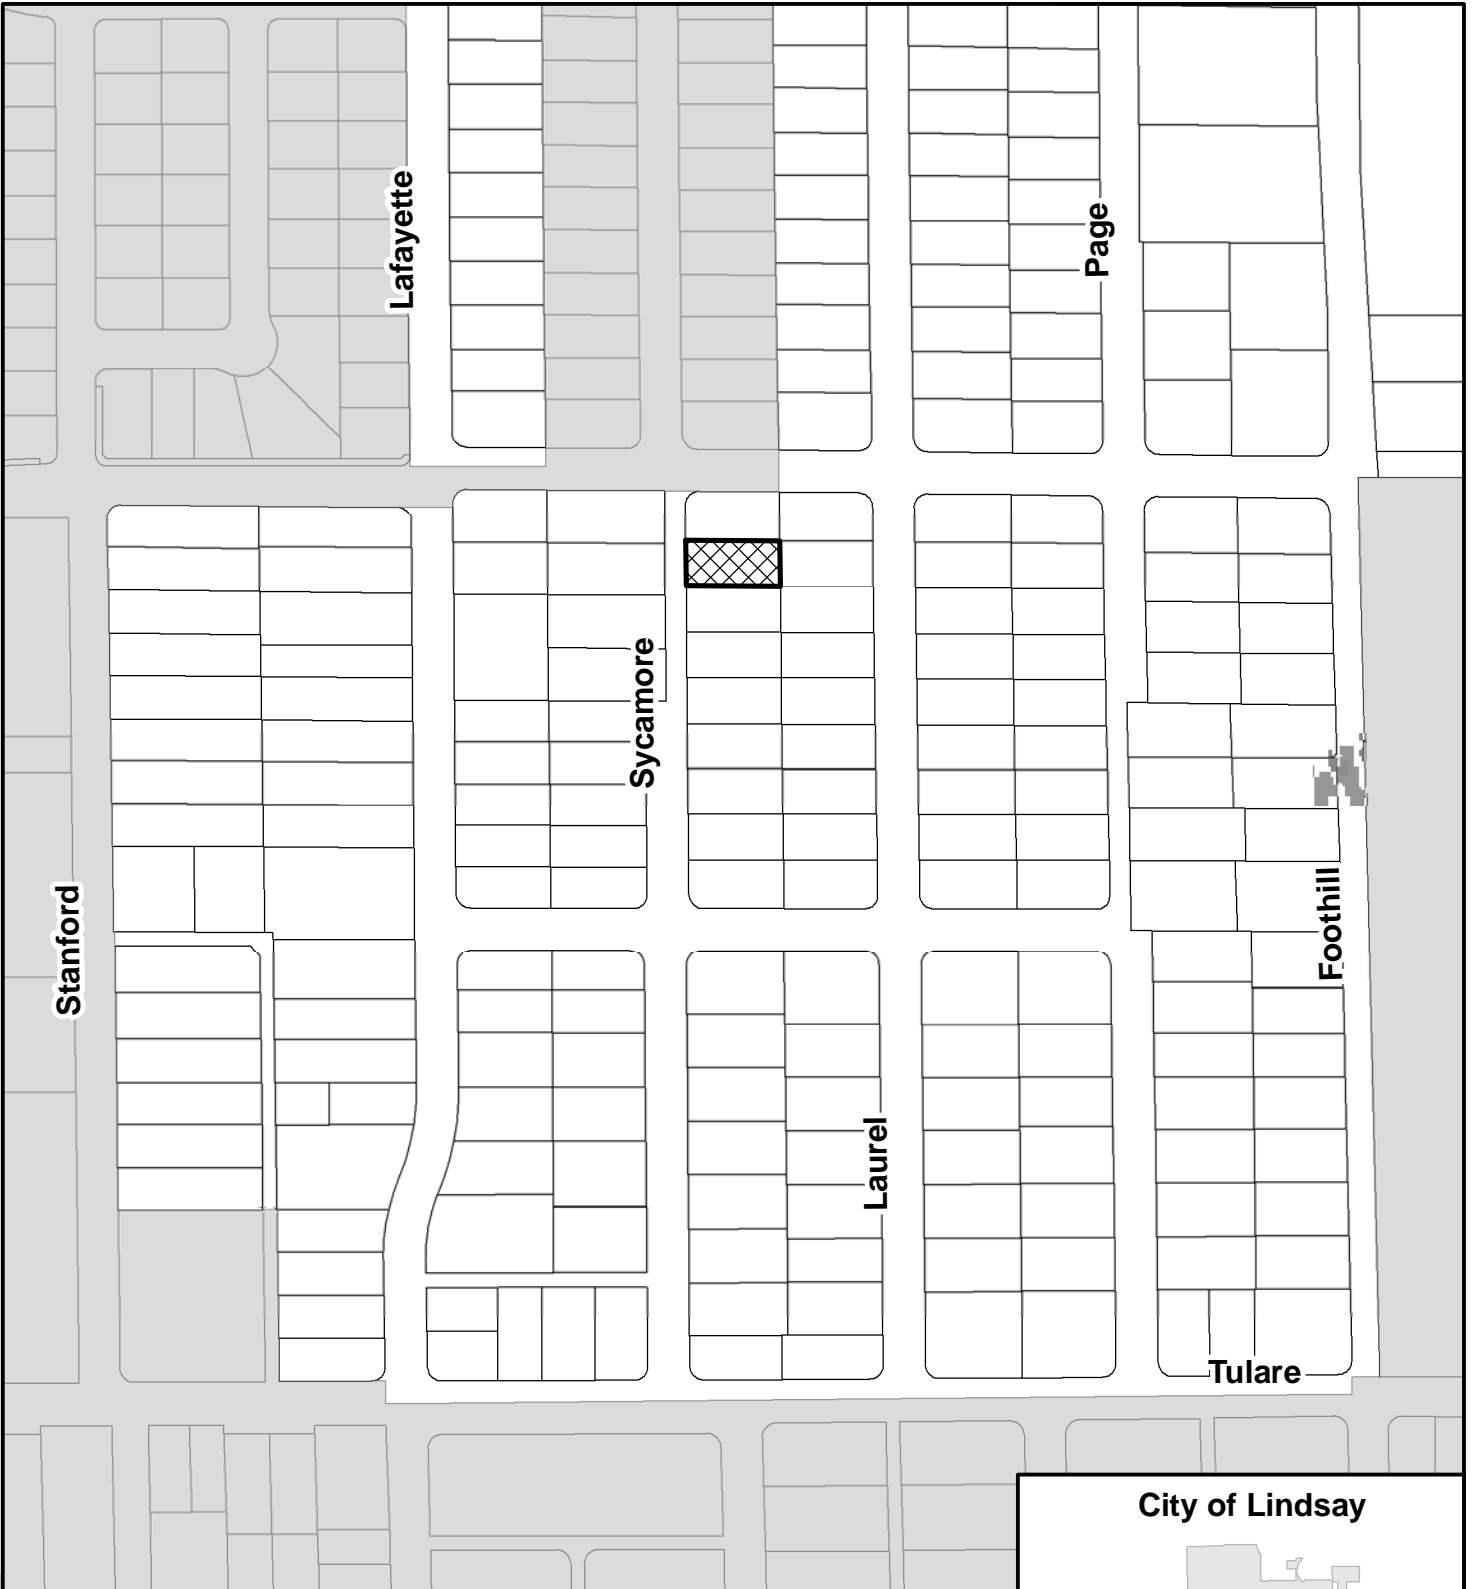 Lafayette
Page
Sycamore
Stanford
Foothill
Laurel
Tulare
City of Lindsay